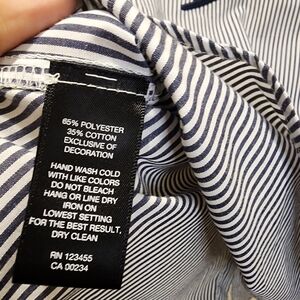 65% POLYESTER
35% COTTON
EXCLUSIVE OF
DECORATION
HAND WASH COLD
WITH LIKE COLORS
DO NOT BLEACH
HANG OR LINE DRY
IRON ON
LOWEST SETTING
FOR THE BEST RESULT,
DRY CLEAN
RN 123455
CA 00234